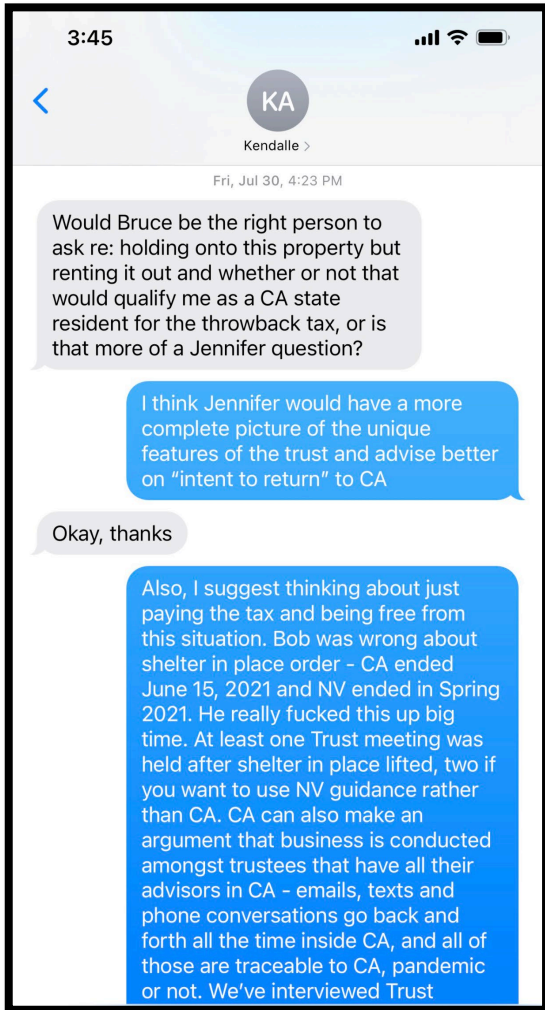 3:45
KA
Kendalle >
Fri, Jul 30, 4:23 PM
Would Bruce be the right person to
ask re: holding onto this property but
renting it out and whether or not that
would qualify me as a CA state
resident for the throwback tax, or is
that more of a Jennifer question?
I think Jennifer would have a more
complete picture of the unique
features of the trust and advise better
on “intent to return” to CA
Okay, thanks
Also, I suggest thinking about just
paying the tax and being free from
this situation. Bob was wrong about
shelter in place order - CA ended
June 15, 2021 and NV ended in Spring
2021. He really fucked this up big
time. At least one Trust meeting was
held after shelter in place lifted, two if
you want to use NV guidance rather
than CA. CA can also make an
argument that business is conducted
amongst trustees that have all their
advisors in CA - emails, texts and
phone conversations go back and
forth all the time inside CA, and all of
those are traceable to CA, pandemic
or not. We’ve interviewed Trust